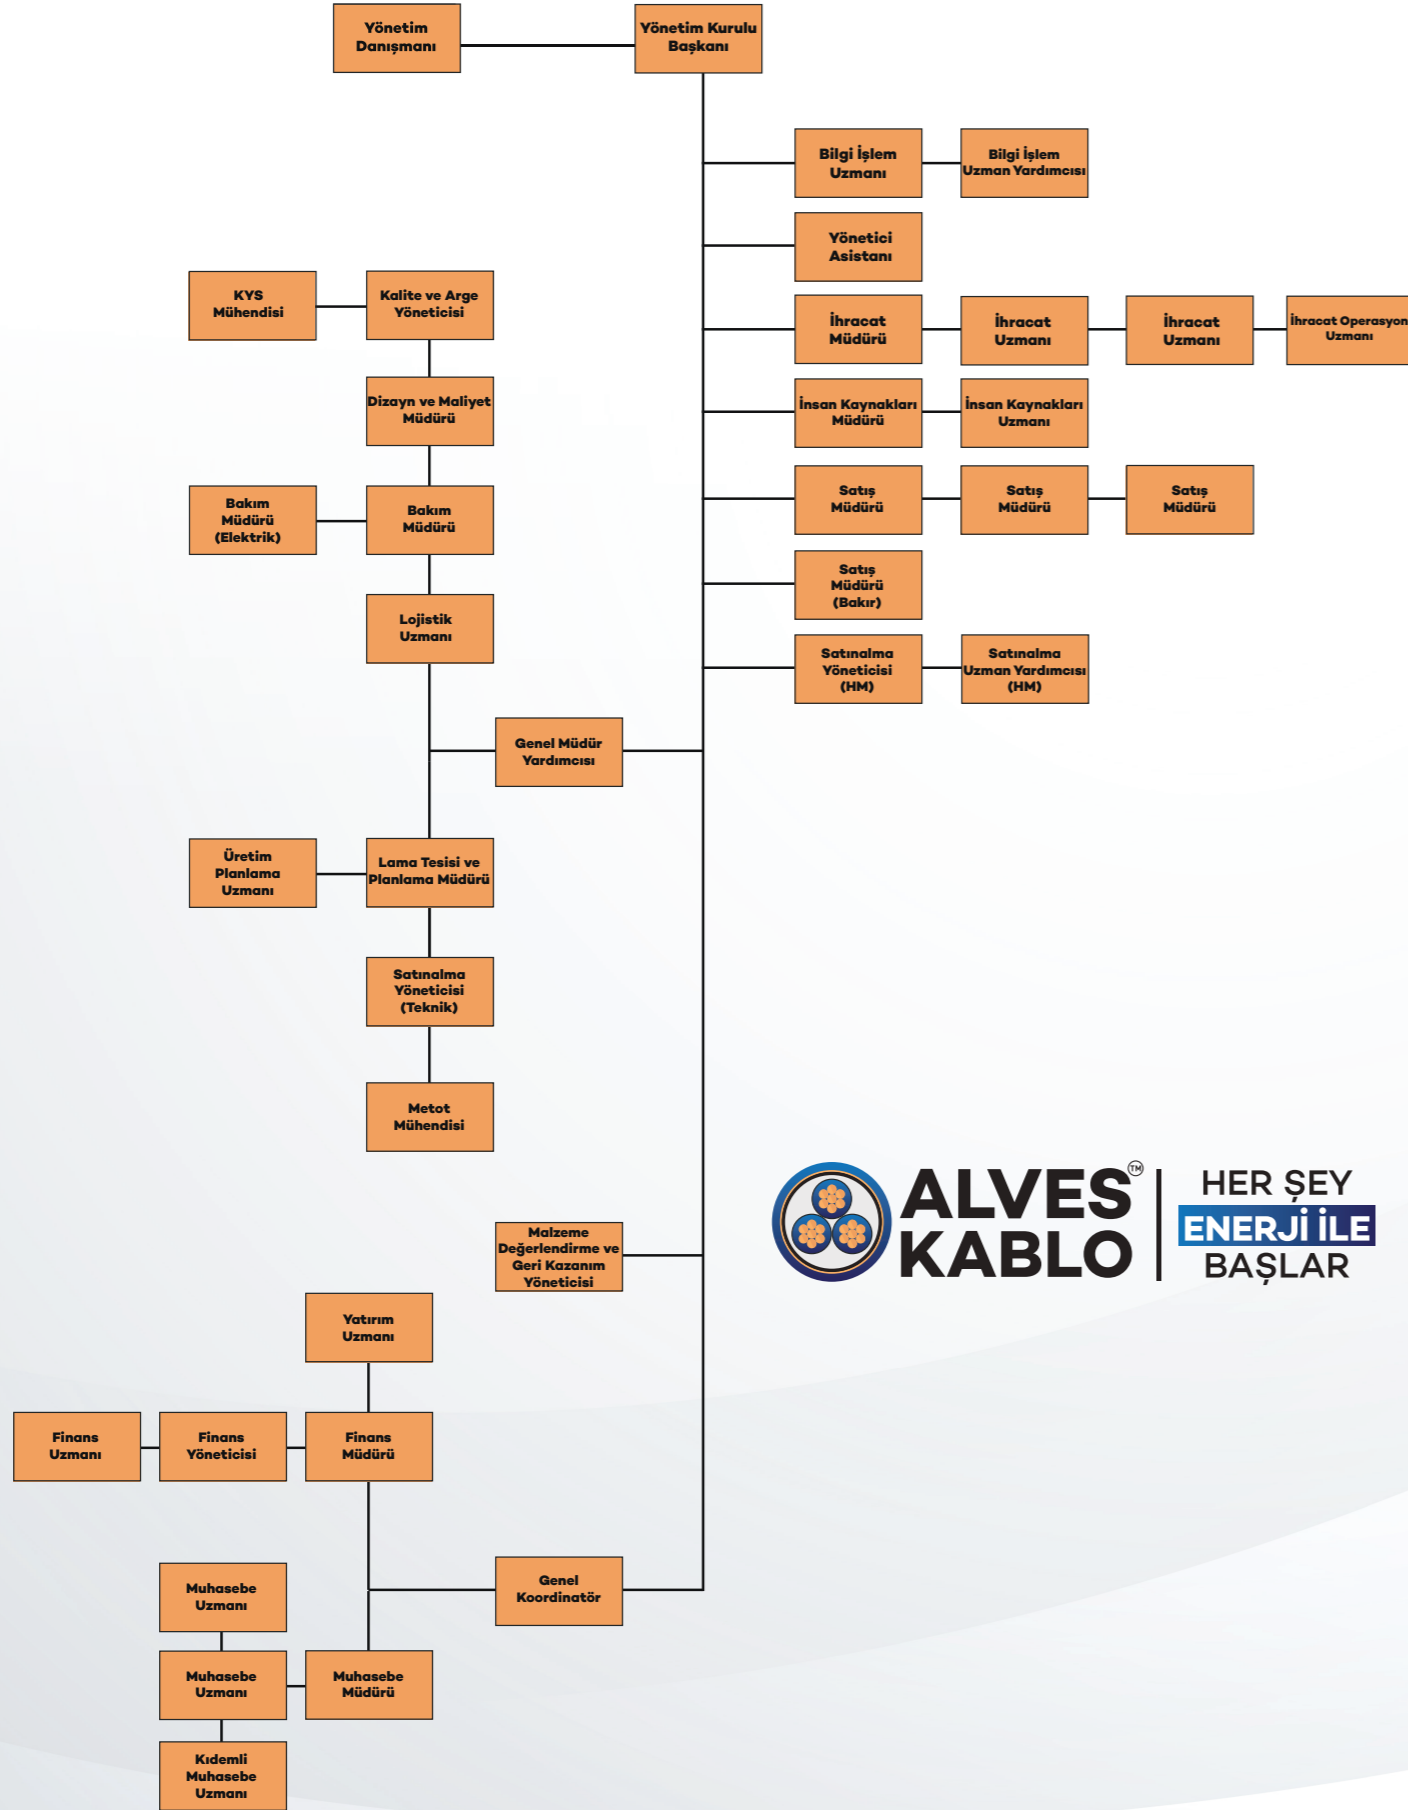 Yönetim
Danışmanı
Yönetim Kurulu
Başkanı
Bilgi İşlem
Uzmanı
Bilgi İşlem
Uzman Yardımcısı
Yönetici
Asistanı
KYS
Mühendisi
Kalite ve Arge
Yöneticisi
İhracat
Müdürü
İhracat
Uzmanı
İhracat
Uzmanı
İhracat Operasyon
Uzmanı
Dizayn ve Maliyet
Müdürü
İnsan Kaynakları
Müdürü
İnsan Kaynakları
Uzmanı
Bakım
Müdürü
(Elektrik)
Bakım
Müdürü
Satış
Müdürü
Satış
Müdürü
Satış
Müdürü
Satış
Müdürü
(Bakır)
Lojistik
Uzmanı
Satınalma
Yöneticisi
(HM)
Satınalma
Uzman Yardımcısı
(HM)
Genel Müdür
Yardımcısı
Üretim
Planlama
Uzmanı
Lama Tesisi ve
Planlama Müdürü
Satınalma
Yöneticisi
(Teknik)
Metot
Mühendisi
ALVES
KABLO
TM
HER ŞEY
ENERJİ İLE
BAŞLAR
Malzeme
Değerlendirme ve
Geri Kazanım
Yöneticisi
Yatırım
Uzmanı
Finans
Uzmanı
Finans
Yöneticisi
Finans
Müdürü
Genel
Koordinatör
Muhasebe
Uzmanı
Muhasebe
Uzmanı
Muhasebe
Müdürü
Kıdemli
Muhasebe
Uzmanı